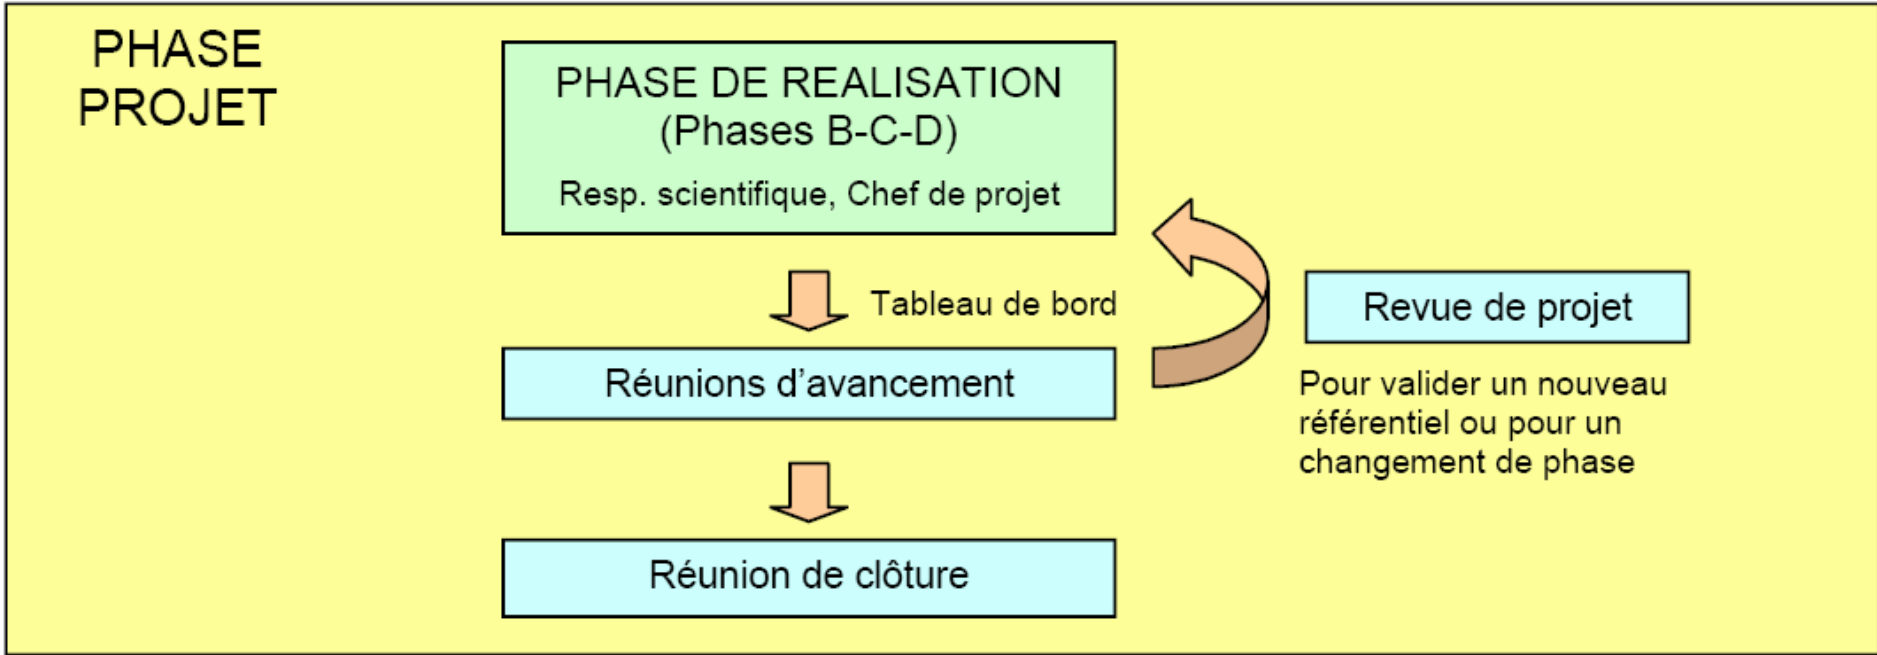 PHASE
PROJET
PHASE DE REALISATION
(Phases B-C-D)
Resp. scientifique, Chef de projet
Tableau de bord
Revue de projet
Réunions d’avancement
Pour valider un nouveau
référentiel ou pour un
changement de phase
Réunion de clôture